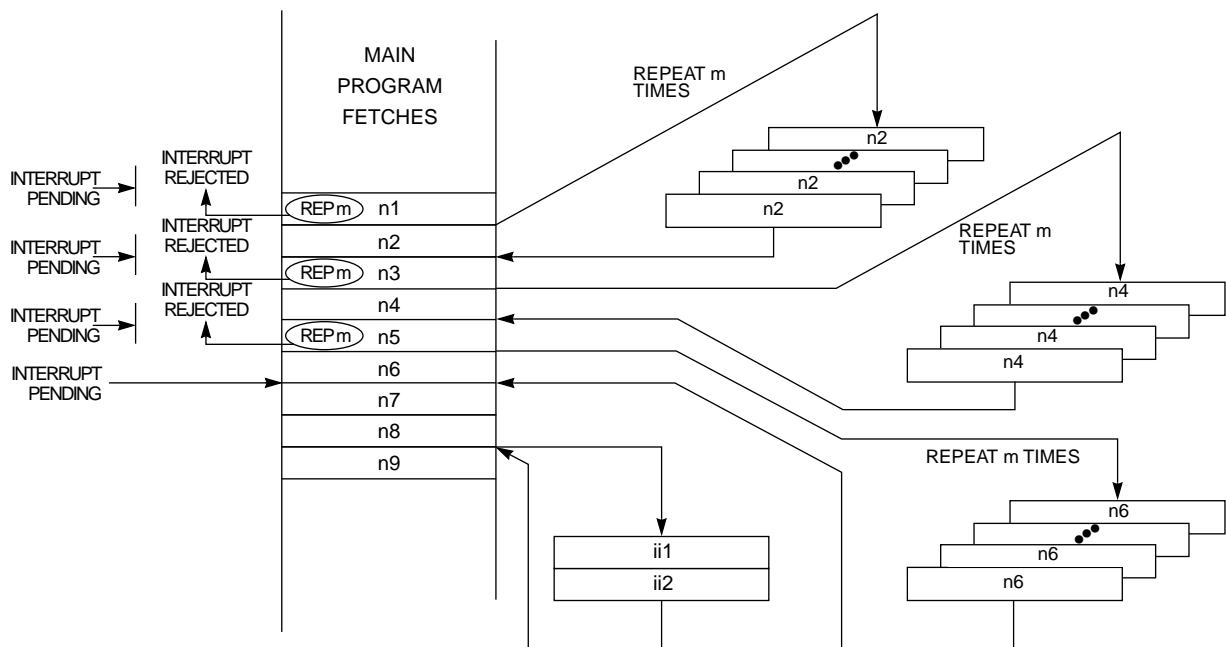 MAIN
PROGRAM
FETCHES
REPEAT m
TIMES
n2
n2
n2
INTERRUPT
PENDING
INTERRUPT
REJECTED
REP m n1
n2
INTERRUPT
PENDING
INTERRUPT
REJECTED
REP m n3
REPEAT m
TIMES
n4
n4
n4
n4
INTERRUPT
PENDING
INTERRUPT
REJECTED
REP m n5
n6
INTERRUPT
PENDING
n7
n8
n9
REPEAT m TIMES
n6
n6
n6
ii1
ii2